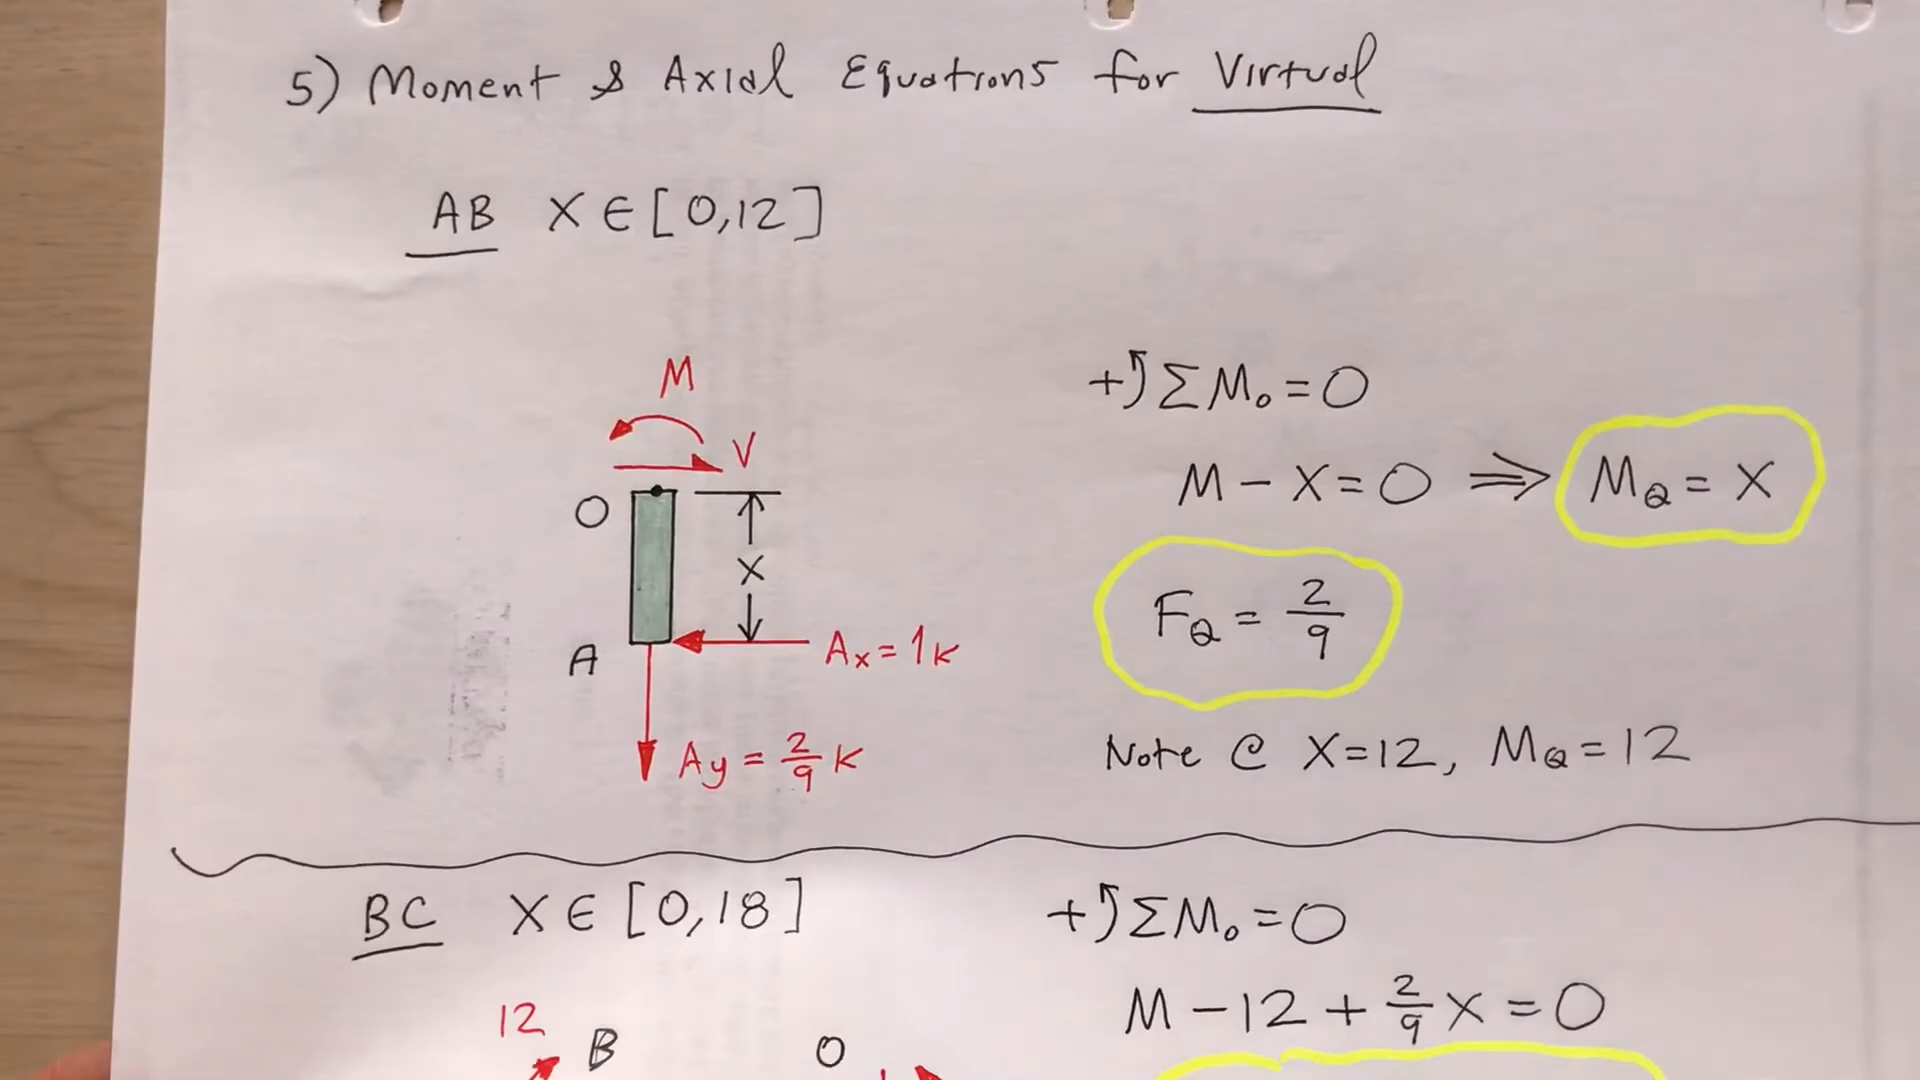 5) Moment & Axial Equations for Virtual
AB X ∈ [0,12]
M
V
O
X
A
Ax = 1k
Ay = 2/9 k
+↺ ΣMo = 0
M - X = 0 ⇒ MQ = X
FQ = 2/9
Note @ X=12, MQ = 12
BC X ∈ [0,18]
12
B
O
+↺ ΣMo = 0
M - 12 + 2/9 X = 0